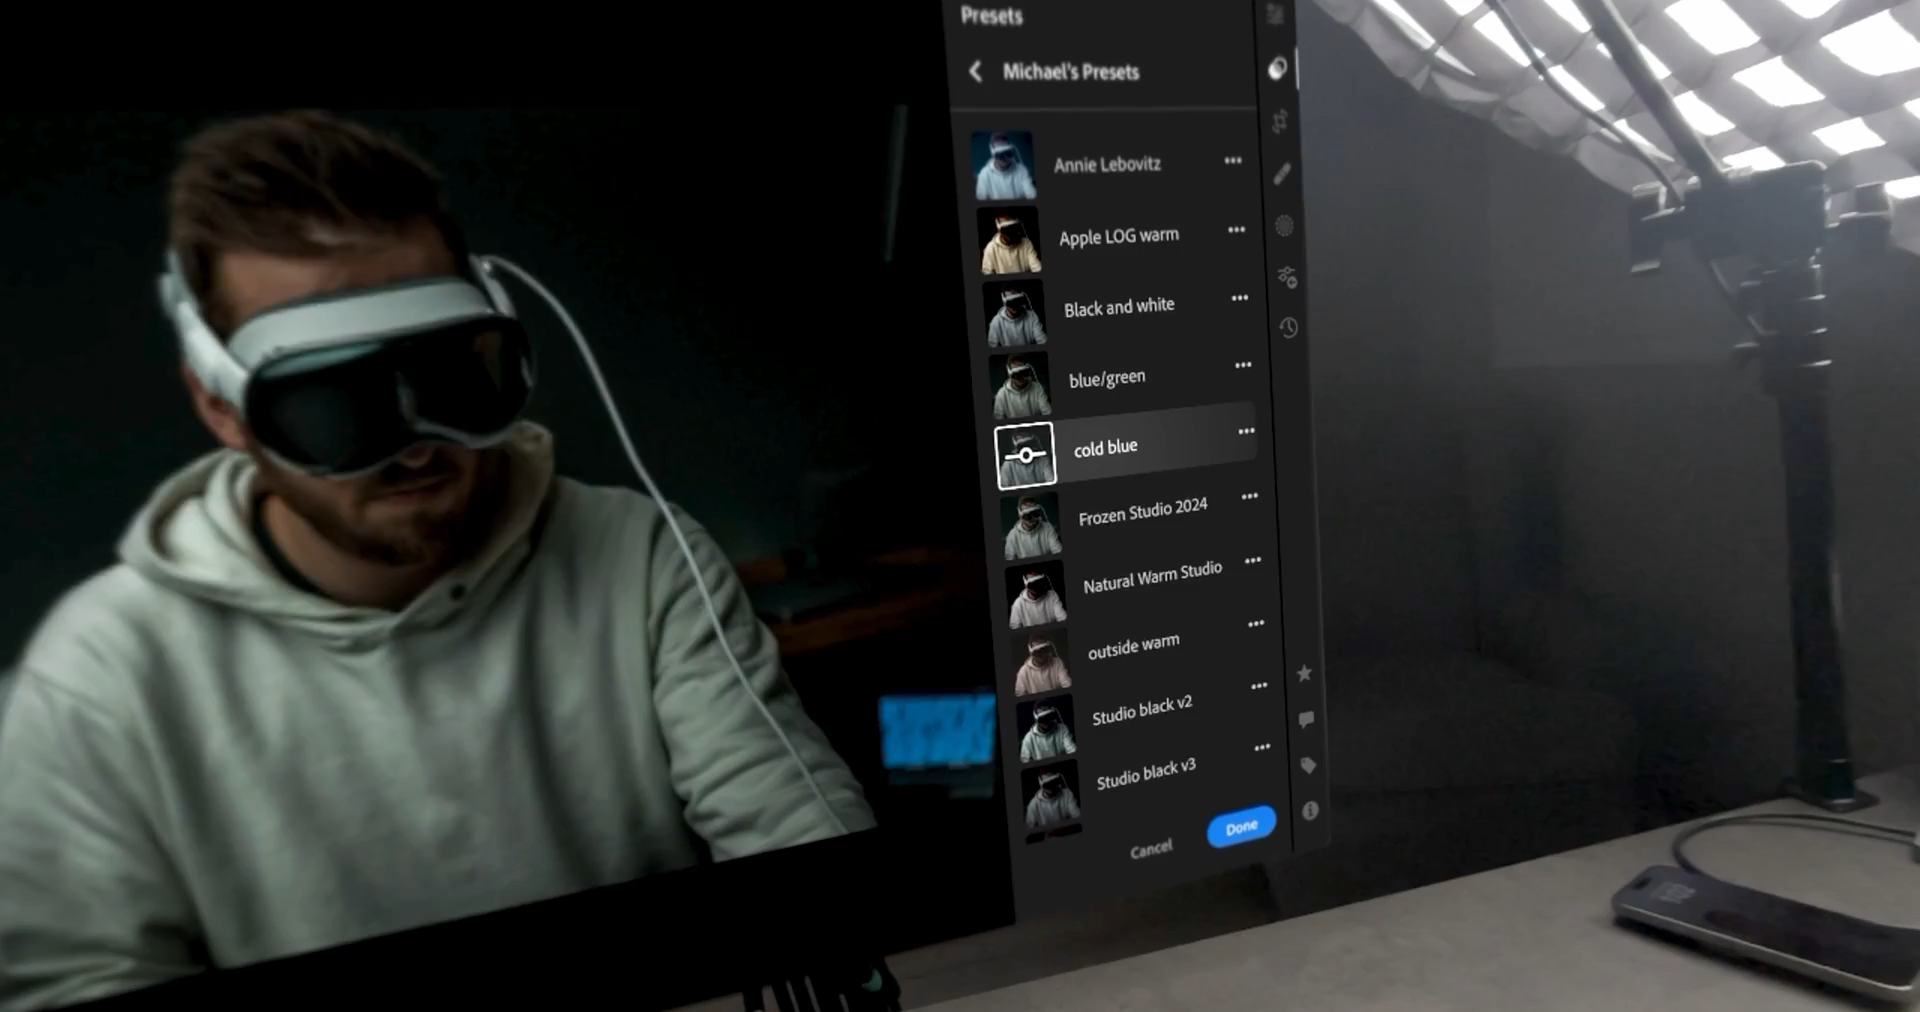 Presets
Michael's Presets
Annie Lebovitz
Apple LOG warm
Black and white
blue/green
cold blue
Frozen Studio 2024
Natural Warm Studio
outside warm
Studio black v2
Studio black v3
Cancel
Done